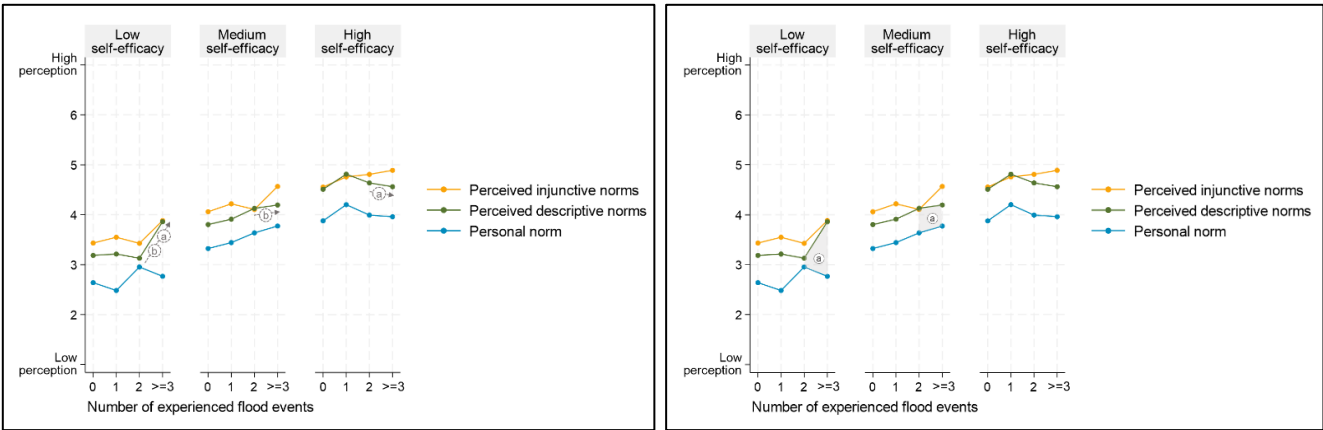 Low self-efficacy
Medium self-efficacy
High self-efficacy
High perception
6
5
4
3
2
Low perception
0 1 2 >=3
0 1 2 >=3
0 1 2 >=3
Number of experienced flood events
a
b
b
a
Perceived injunctive norms
Perceived descriptive norms
Personal norm
Low self-efficacy
Medium self-efficacy
High self-efficacy
High perception
6
5
4
3
2
Low perception
0 1 2 >=3
0 1 2 >=3
0 1 2 >=3
Number of experienced flood events
a
a
Perceived injunctive norms
Perceived descriptive norms
Personal norm